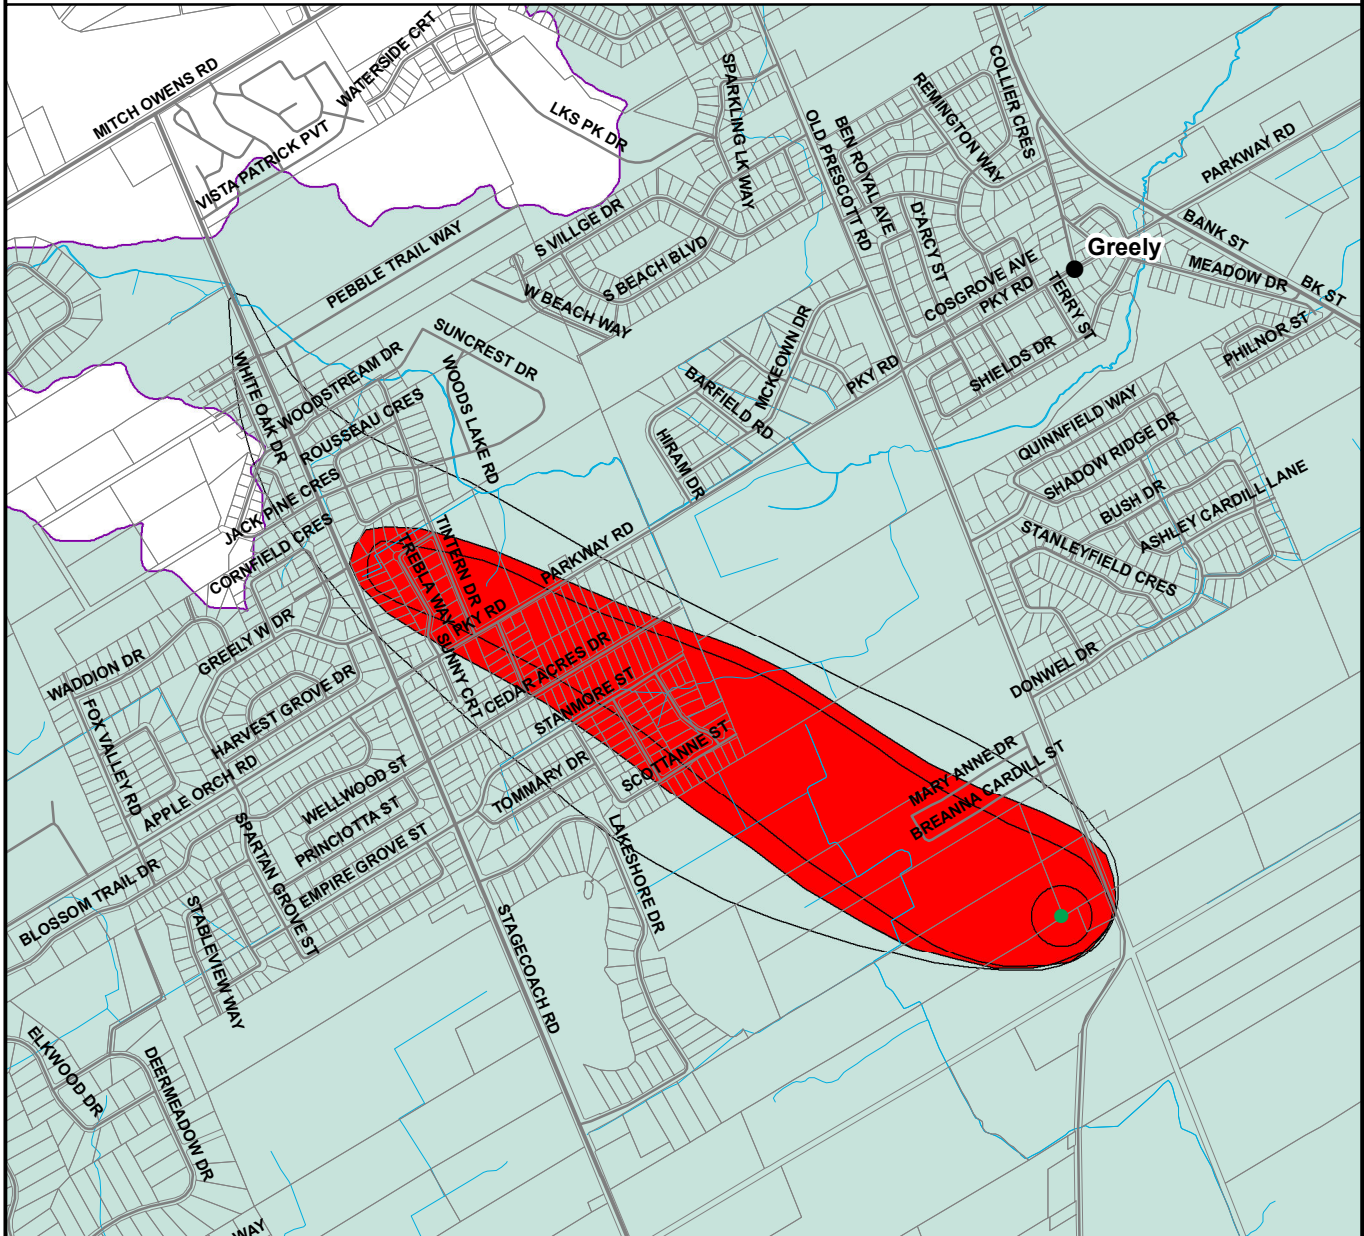 MITCH OWENS RD
WATERSIDE CRT
VISTA PATRICK PVT
LKS PK DR
SPARKLING LK WAY
OLD PRESCOTT RD
BEN ROYAL AVE
REMINGTON WAY
COLLIER CRES
PARKWAY RD
D'ARCY ST
BANK ST
Greely
MEADOW DR
BK ST
PEBBLE TRAIL WAY
S VILLGE DR
S BEACH BLVD
W BEACH WAY
COSGROVE AVE
PKY RD
TERRY ST
PHILNOR ST
SHIELDS DR
SUNCREST DR
WOODSTREAM DR
WHITE OAK DR
WOODS LAKE RD
ROUSSEAU CRES
MCKEOWN DR
BARFIELD RD
PKY RD
HIRAM DR
QUINNFIELD WAY
SHADOW RIDGE DR
BUSH DR
ASHLEY CARDILL LANE
STANLEYFIELD CRES
JACK PINE CRES
CORNFIELD CRES
TINTERN DR
TREBLA WAY
PARKWAY RD
PKY RD
SUNNY CRT
CEDAR ACRES DR
STANMORE ST
SCOTTANNE ST
TOMMARY DR
DONWEL DR
MARY ANNE DR
BREANNA CARDILL ST
WADDION DR
GREELY W DR
FOX VALLEY RD
HARVEST GROVE DR
APPLE ORCH RD
WELLWOOD ST
PRINCIOTTA ST
EMPIRE GROVE ST
SPARTAN GROVE ST
BLOSSOM TRAIL DR
STABLEVIEW WAY
LAKESHORE DR
STAGECOACH RD
ELKWOOD DR
DEERMEADOW DR
WAY